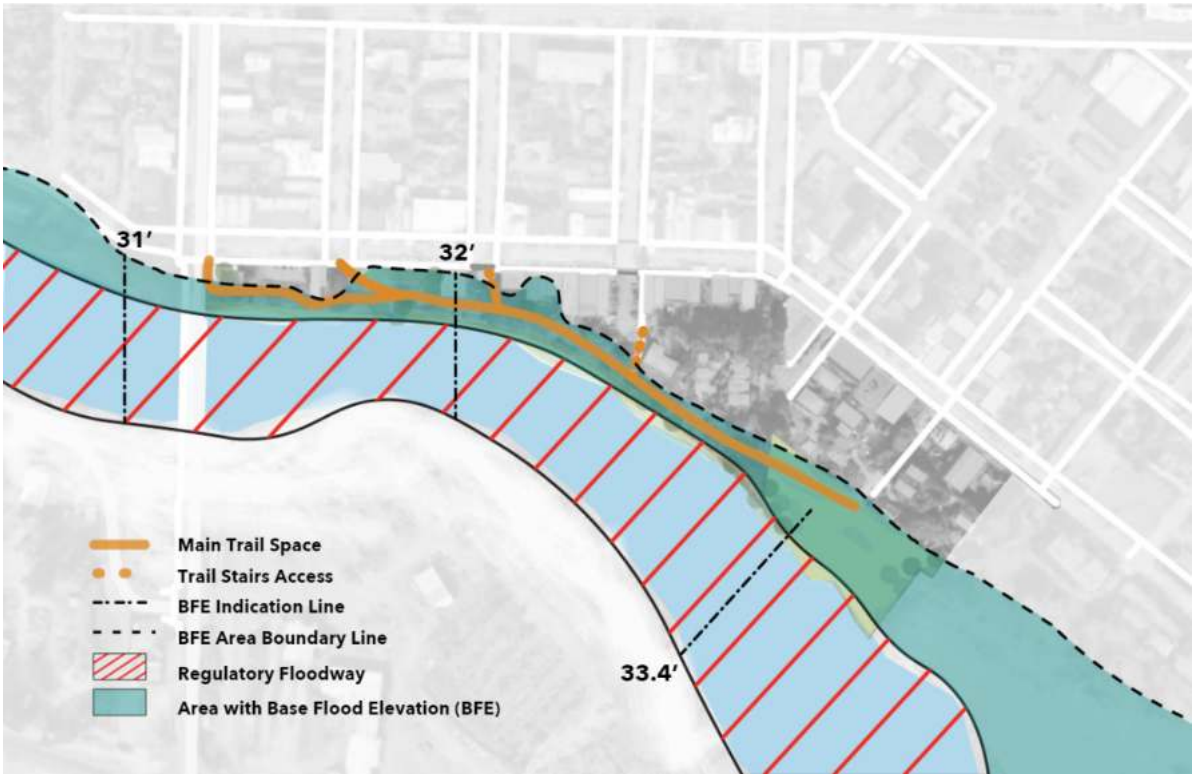 31′
32′
33.4′
Main Trail Space
Trail Stairs Access
BFE Indication Line
BFE Area Boundary Line
Regulatory Floodway
Area with Base Flood Elevation (BFE)